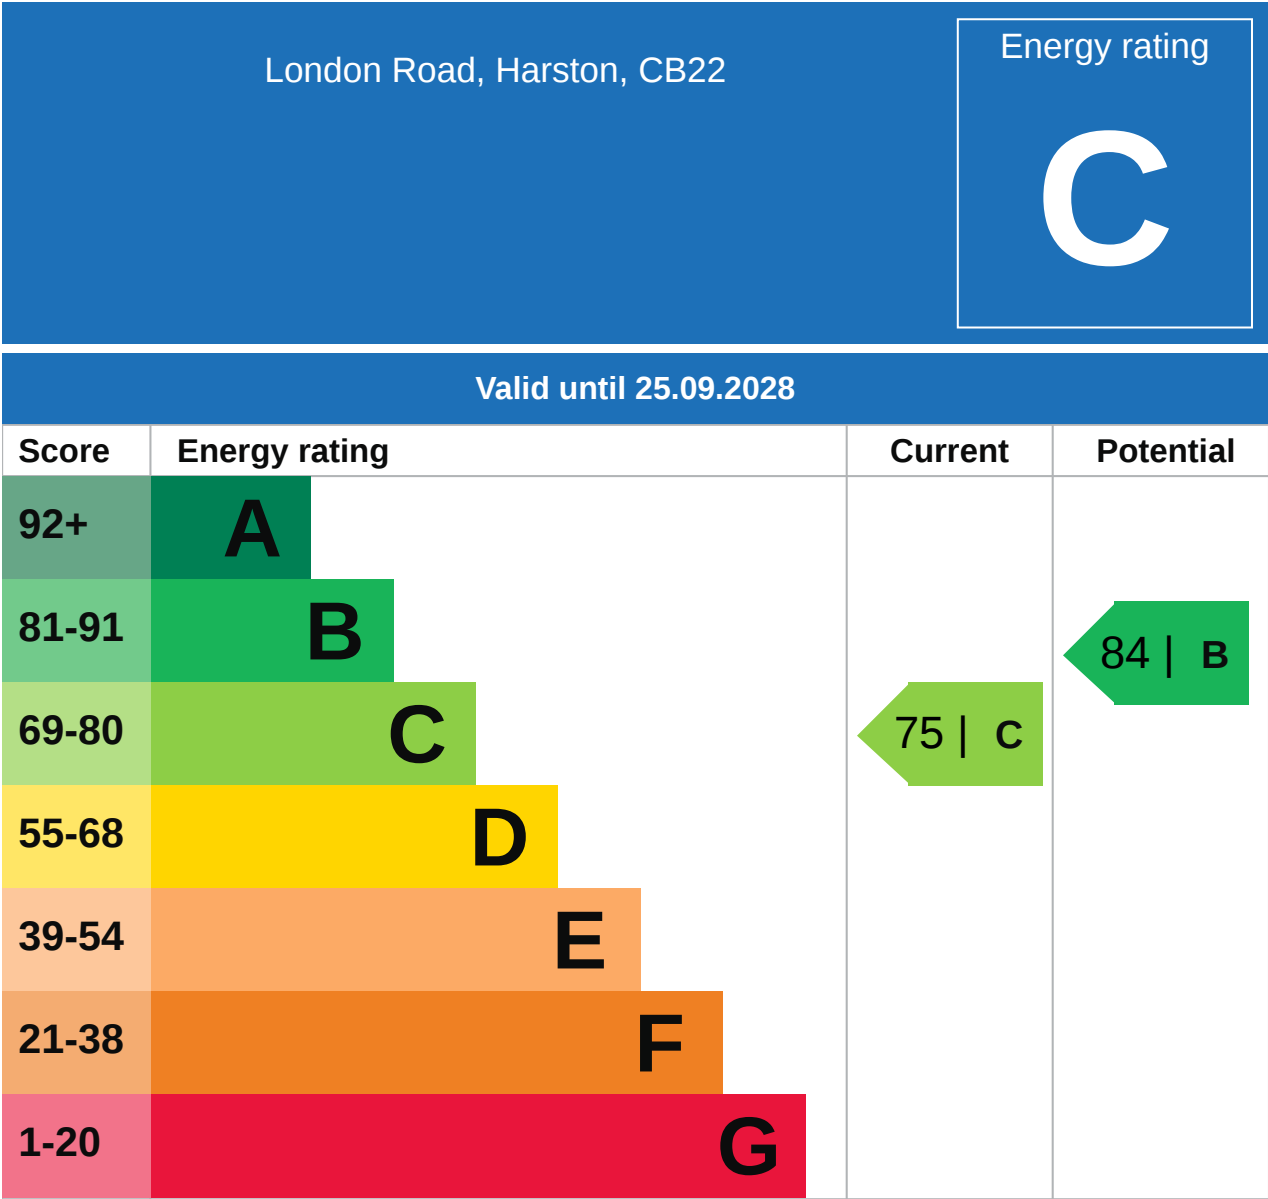 London Road, Harston, CB22
Energy rating
C
Valid until 25.09.2028
Score Energy rating Current Potential
92+ A
81-91 B
84 | B
69-80 C
75 | C
55-68 D
39-54 E
21-38 F
1-20 G